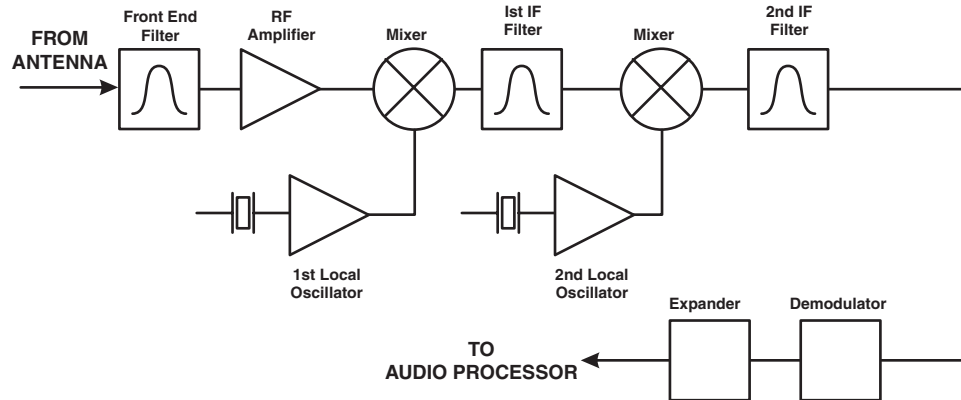 FROM
ANTENNA
Front End
Filter
RF
Amplifier
Mixer
Ist IF
Filter
Mixer
2nd IF
Filter
1st Local
Oscillator
2nd Local
Oscillator
Expander
Demodulator
TO
AUDIO PROCESSOR